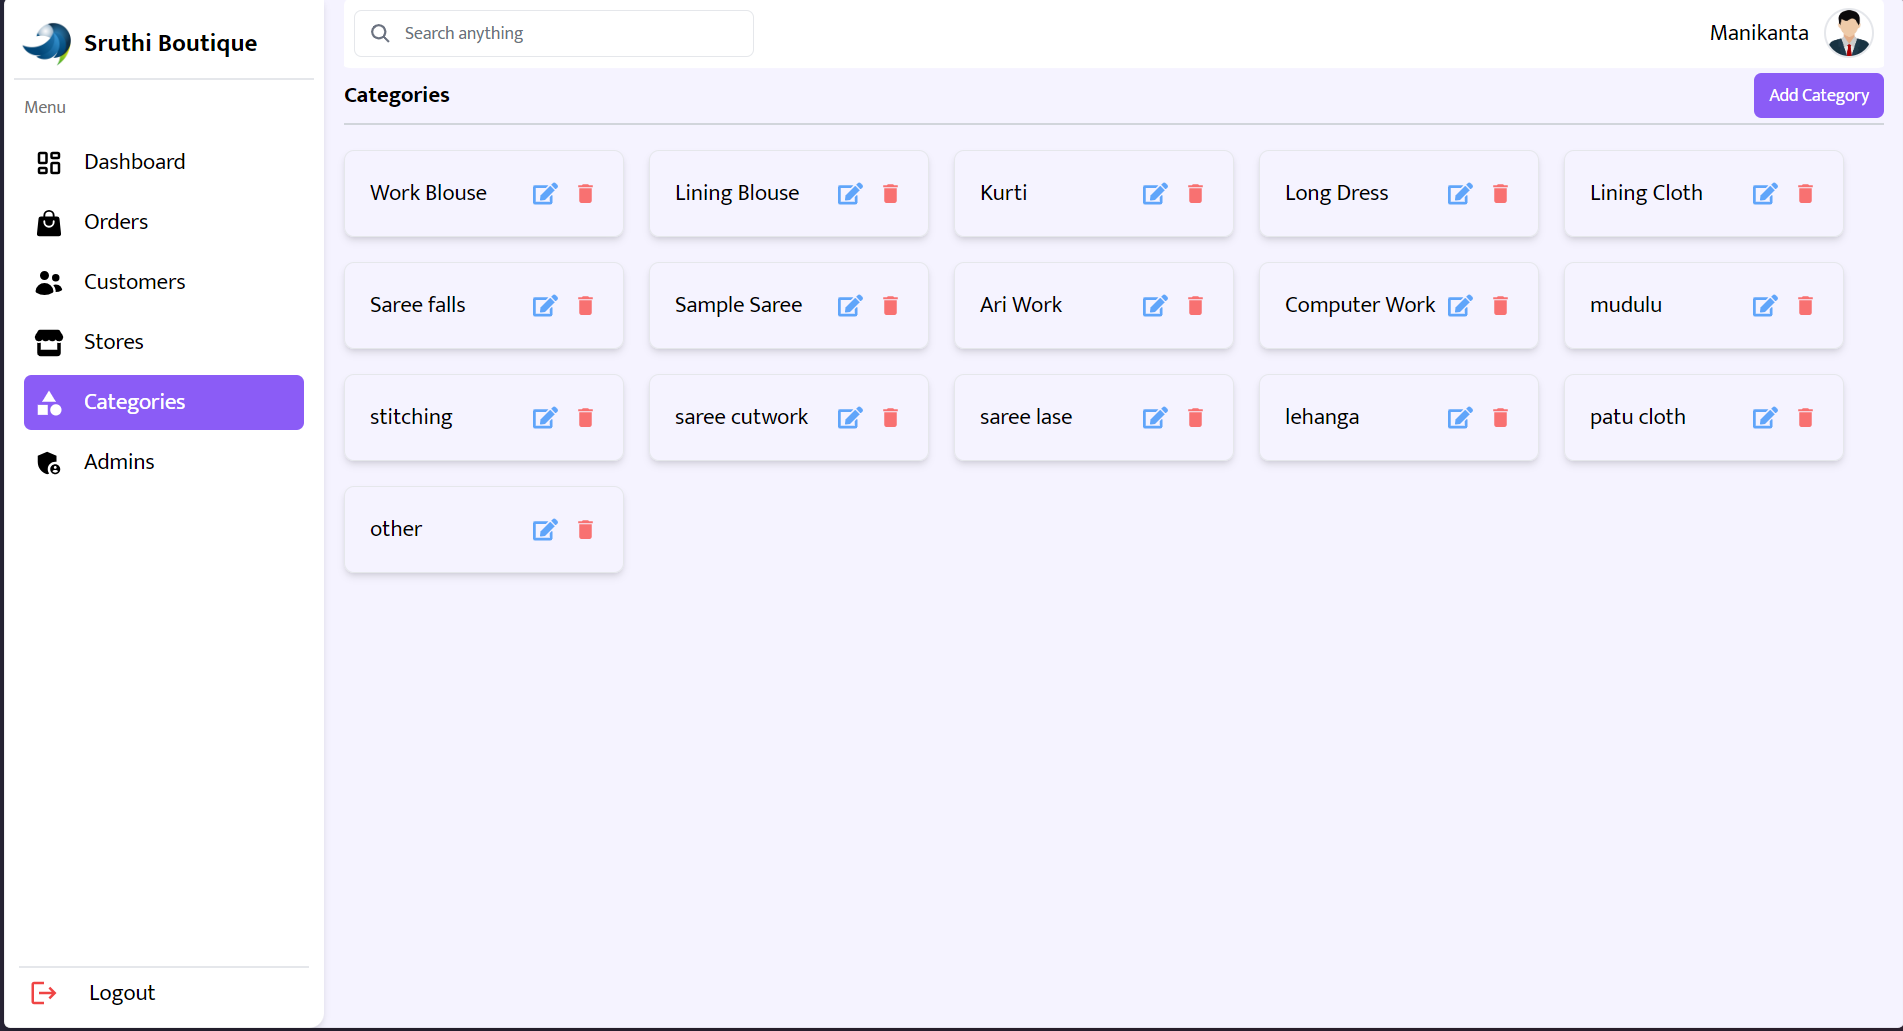 Sruthi Boutique
Menu
Dashboard
Orders
Customers
Stores
Categories
Admins
Logout
Search anything
Manikanta
Categories
Add Category
Work Blouse
Lining Blouse
Kurti
Long Dress
Lining Cloth
Saree falls
Sample Saree
Ari Work
Computer Work
mudulu
stitching
saree cutwork
saree lase
lehanga
patu cloth
other